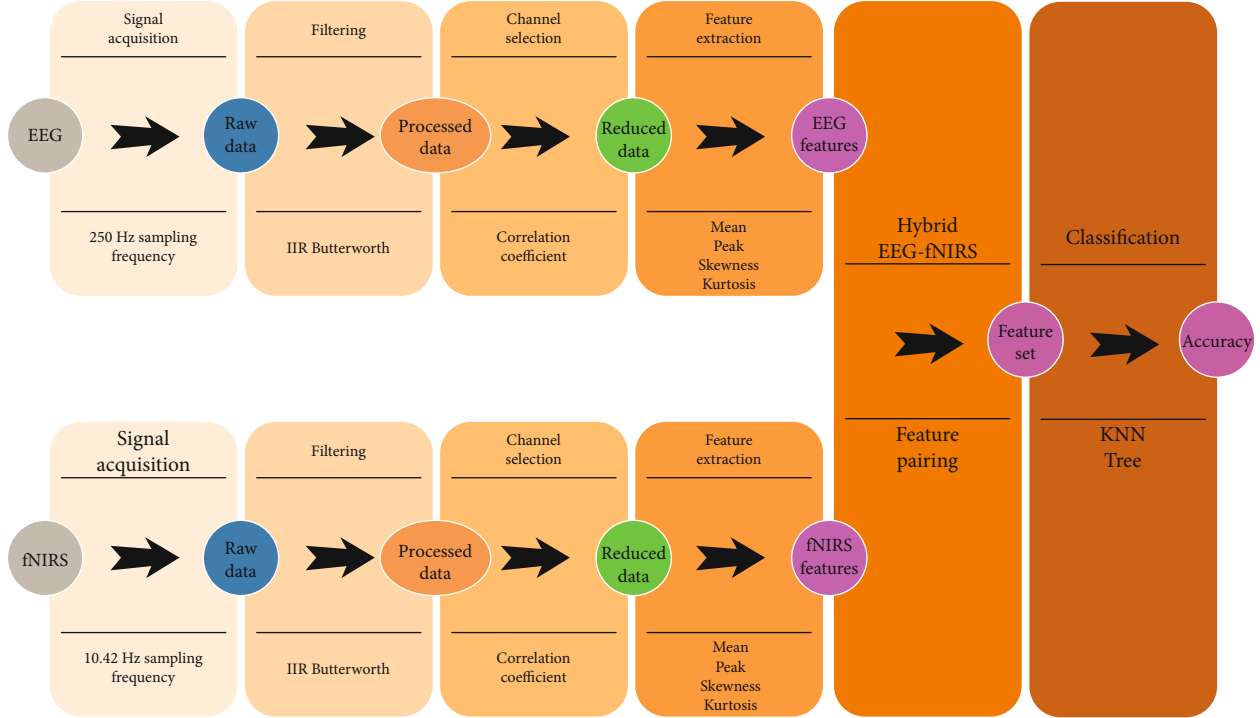 Signal
acquisition
Filtering
Channel
selection
Feature
extraction
EEG
Raw
data
Processed
data
Reduced
data
EEG
features
250 Hz sampling
frequency
IIR Butterworth
Correlation
coefficient
Mean
Peak
Skewness
Kurtosis
Hybrid
EEG-fNIRS
Classification
Feature
set
Accuracy
Feature
pairing
KNN
Tree
Signal
acquisition
Filtering
Channel
selection
Feature
extraction
fNIRS
Raw
data
Processed
data
Reduced
data
fNIRS
features
10.42 Hz sampling
frequency
IIR Butterworth
Correlation
coefficient
Mean
Peak
Skewness
Kurtosis